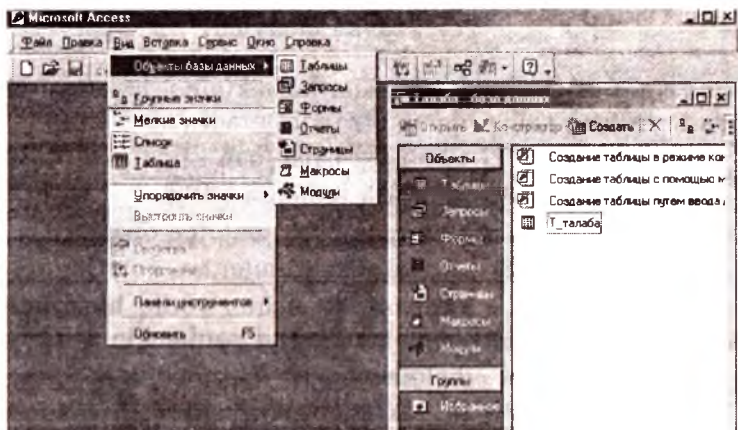 Microsoft Access
Файл Правка Вид Вставка Сервис Окно Справка
Объекты базы данных
Крупные значки
Мелкие значки
Список
Таблица
Упорядочить значки
Выстроить значки
Панели инструментов
Обновить F5
Таблицы
Запросы
Формы
Отчеты
Страницы
Макросы
Модули
Открыть Конструктор Создать
Объекты
Таблицы
Запросы
Формы
Отчеты
Страницы
Макросы
Модули
Группы
Избранное
Создание таблицы в режиме кон
Создание таблицы с помощью м
Создание таблицы путем ввода
Т_талаба